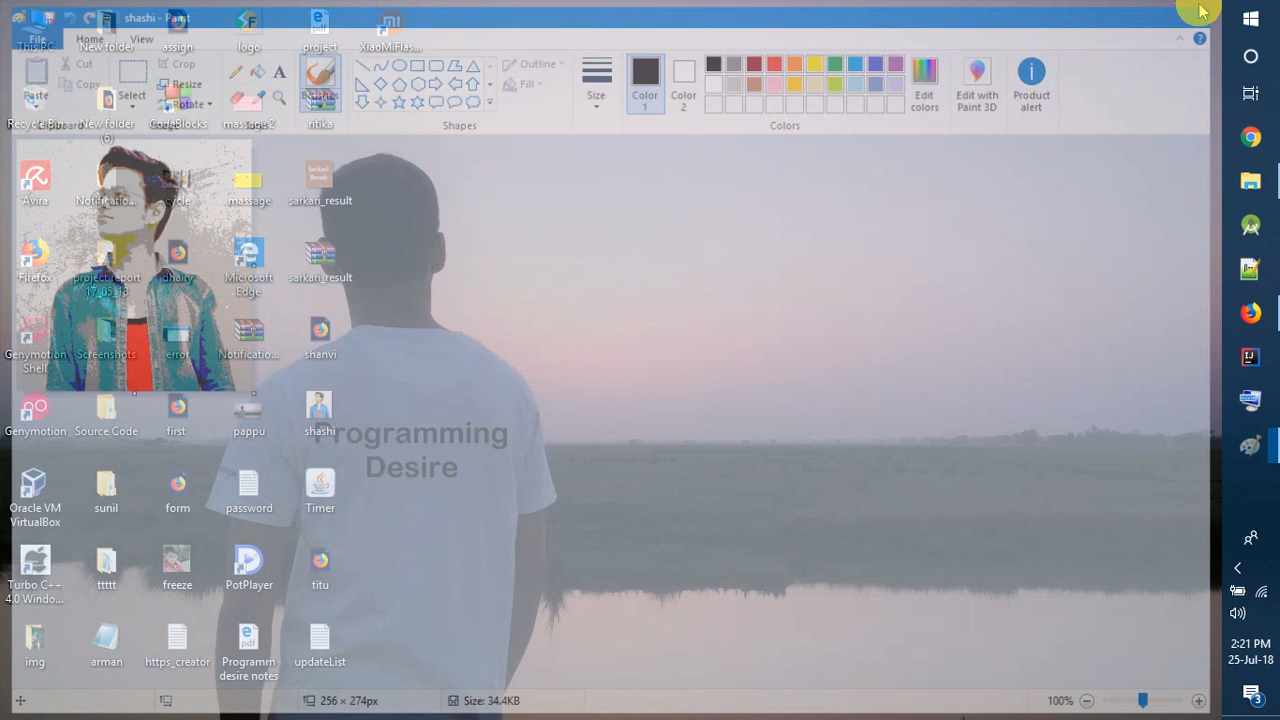 shashi - Paint
File
Home
View
Paste
Cut
Copy
Clipboard
Select
Crop
Resize
Rotate
Image
Brushes
Shapes
Outline
Fill
Size
Color 1
Color 2
Edit colors
Edit with Paint 3D
Product alert
Colors
This PC
New folder
assign
logo
project
XiaoMiFlas...
Recycle Bin
New folder (6)
CodeBlocks
massage2
ritika
Avira
Notificatio...
cycle
massage
sarkari_result
Firefox
project report 17_05_18
dhairy
Microsoft Edge
sarkari_result
Genymotion Shell
Screenshots
error
Notificatio...
shanvi
Genymotion
Source Code
first
pappu
shashi
Oracle VM VirtualBox
sunil
form
password
Timer
Turbo C++ 4.0 Windo...
ttttt
freeze
PotPlayer
titu
img
arman
https_creator
Programm desire notes
updateList
Programming
Desire
256 × 274px
Size: 34.4KB
100%
2:21 PM
25-Jul-18
3